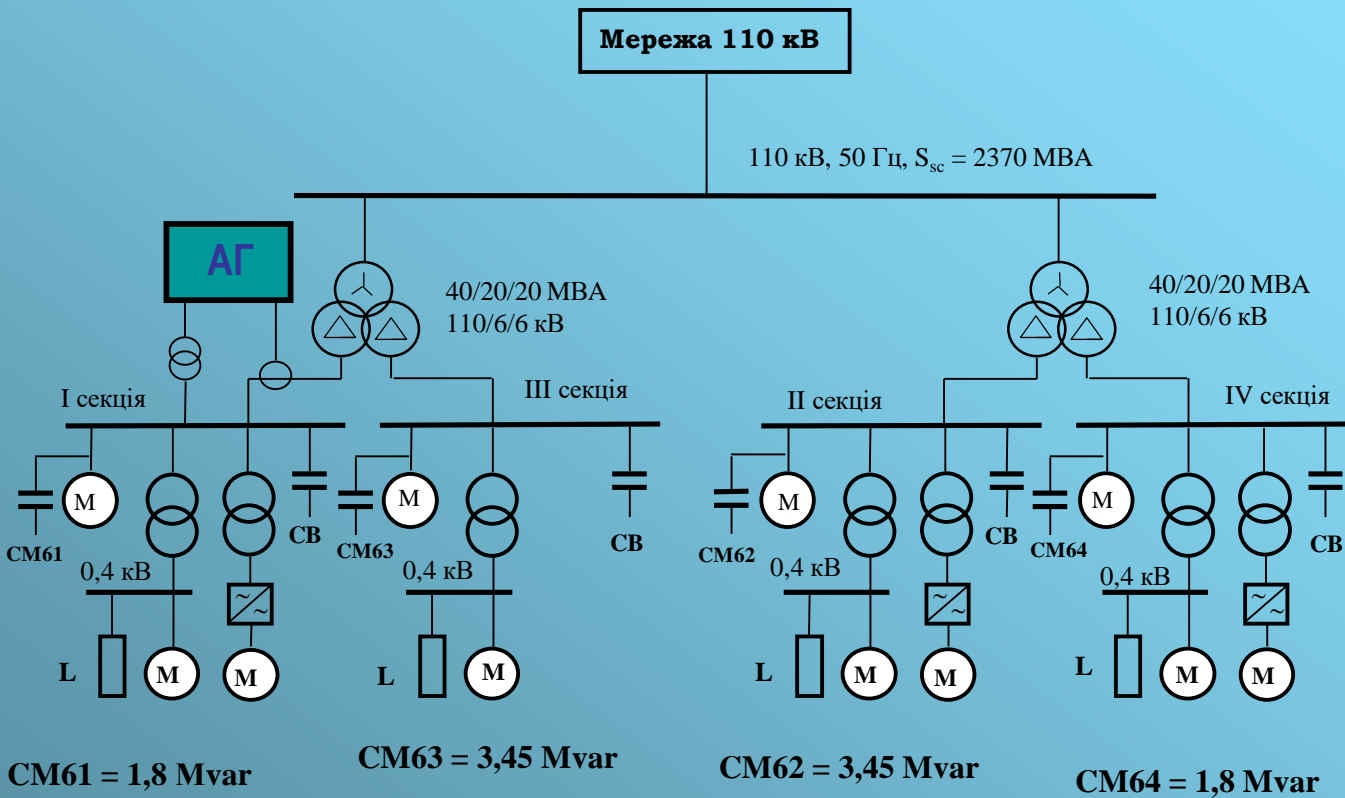 Мережа 110 кВ
110 кВ, 50 Гц, Ssc = 2370 МВА
АГ
40/20/20 МВА
110/6/6 кВ
40/20/20 МВА
110/6/6 кВ
I секція
III секція
II секція
IV секція
М
М
М
М
СМ61
СВ
СМ63
СВ
СМ62
СВ
СМ64
СВ
0,4 кВ
0,4 кВ
0,4 кВ
0,4 кВ
~
~
~
~
~
~
L
М
М
L
М
L
М
М
L
М
М
СМ61 = 1,8 Mvar
СМ63 = 3,45 Mvar
СМ62 = 3,45 Mvar
СМ64 = 1,8 Mvar